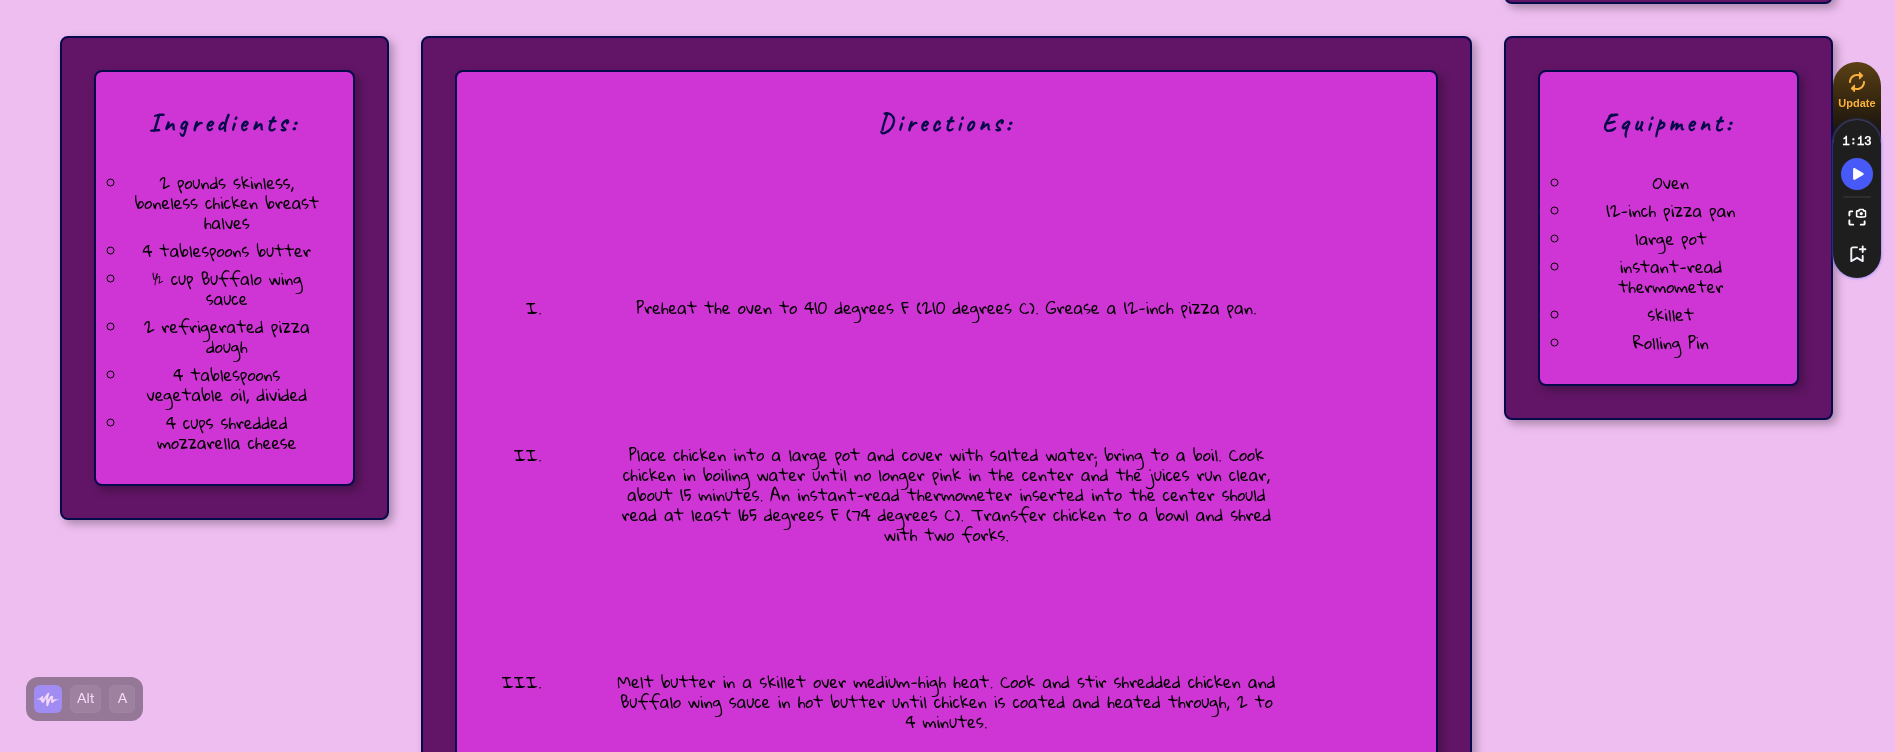 Ingredients:
2 pounds skinless,
boneless chicken breast
halves
4 tablespoons butter
½ cup Buffalo wing
sauce
2 refrigerated pizza
dough
4 tablespoons
vegetable oil, divided
4 cups shredded
mozzarella cheese
Directions:
I. Preheat the oven to 410 degrees F (210 degrees C). Grease a 12-inch pizza pan.
II. Place chicken into a large pot and cover with salted water; bring to a boil. Cook
chicken in boiling water until no longer pink in the center and the juices run clear,
about 15 minutes. An instant-read thermometer inserted into the center should
read at least 165 degrees F (74 degrees C). Transfer chicken to a bowl and shred
with two forks.
III. Melt butter in a skillet over medium-high heat. Cook and stir shredded chicken and
Buffalo wing sauce in hot butter until chicken is coated and heated through, 2 to
4 minutes.
Equipment:
Oven
12-inch pizza pan
large pot
instant-read
thermometer
skillet
Rolling Pin
Update
1:13
Alt A